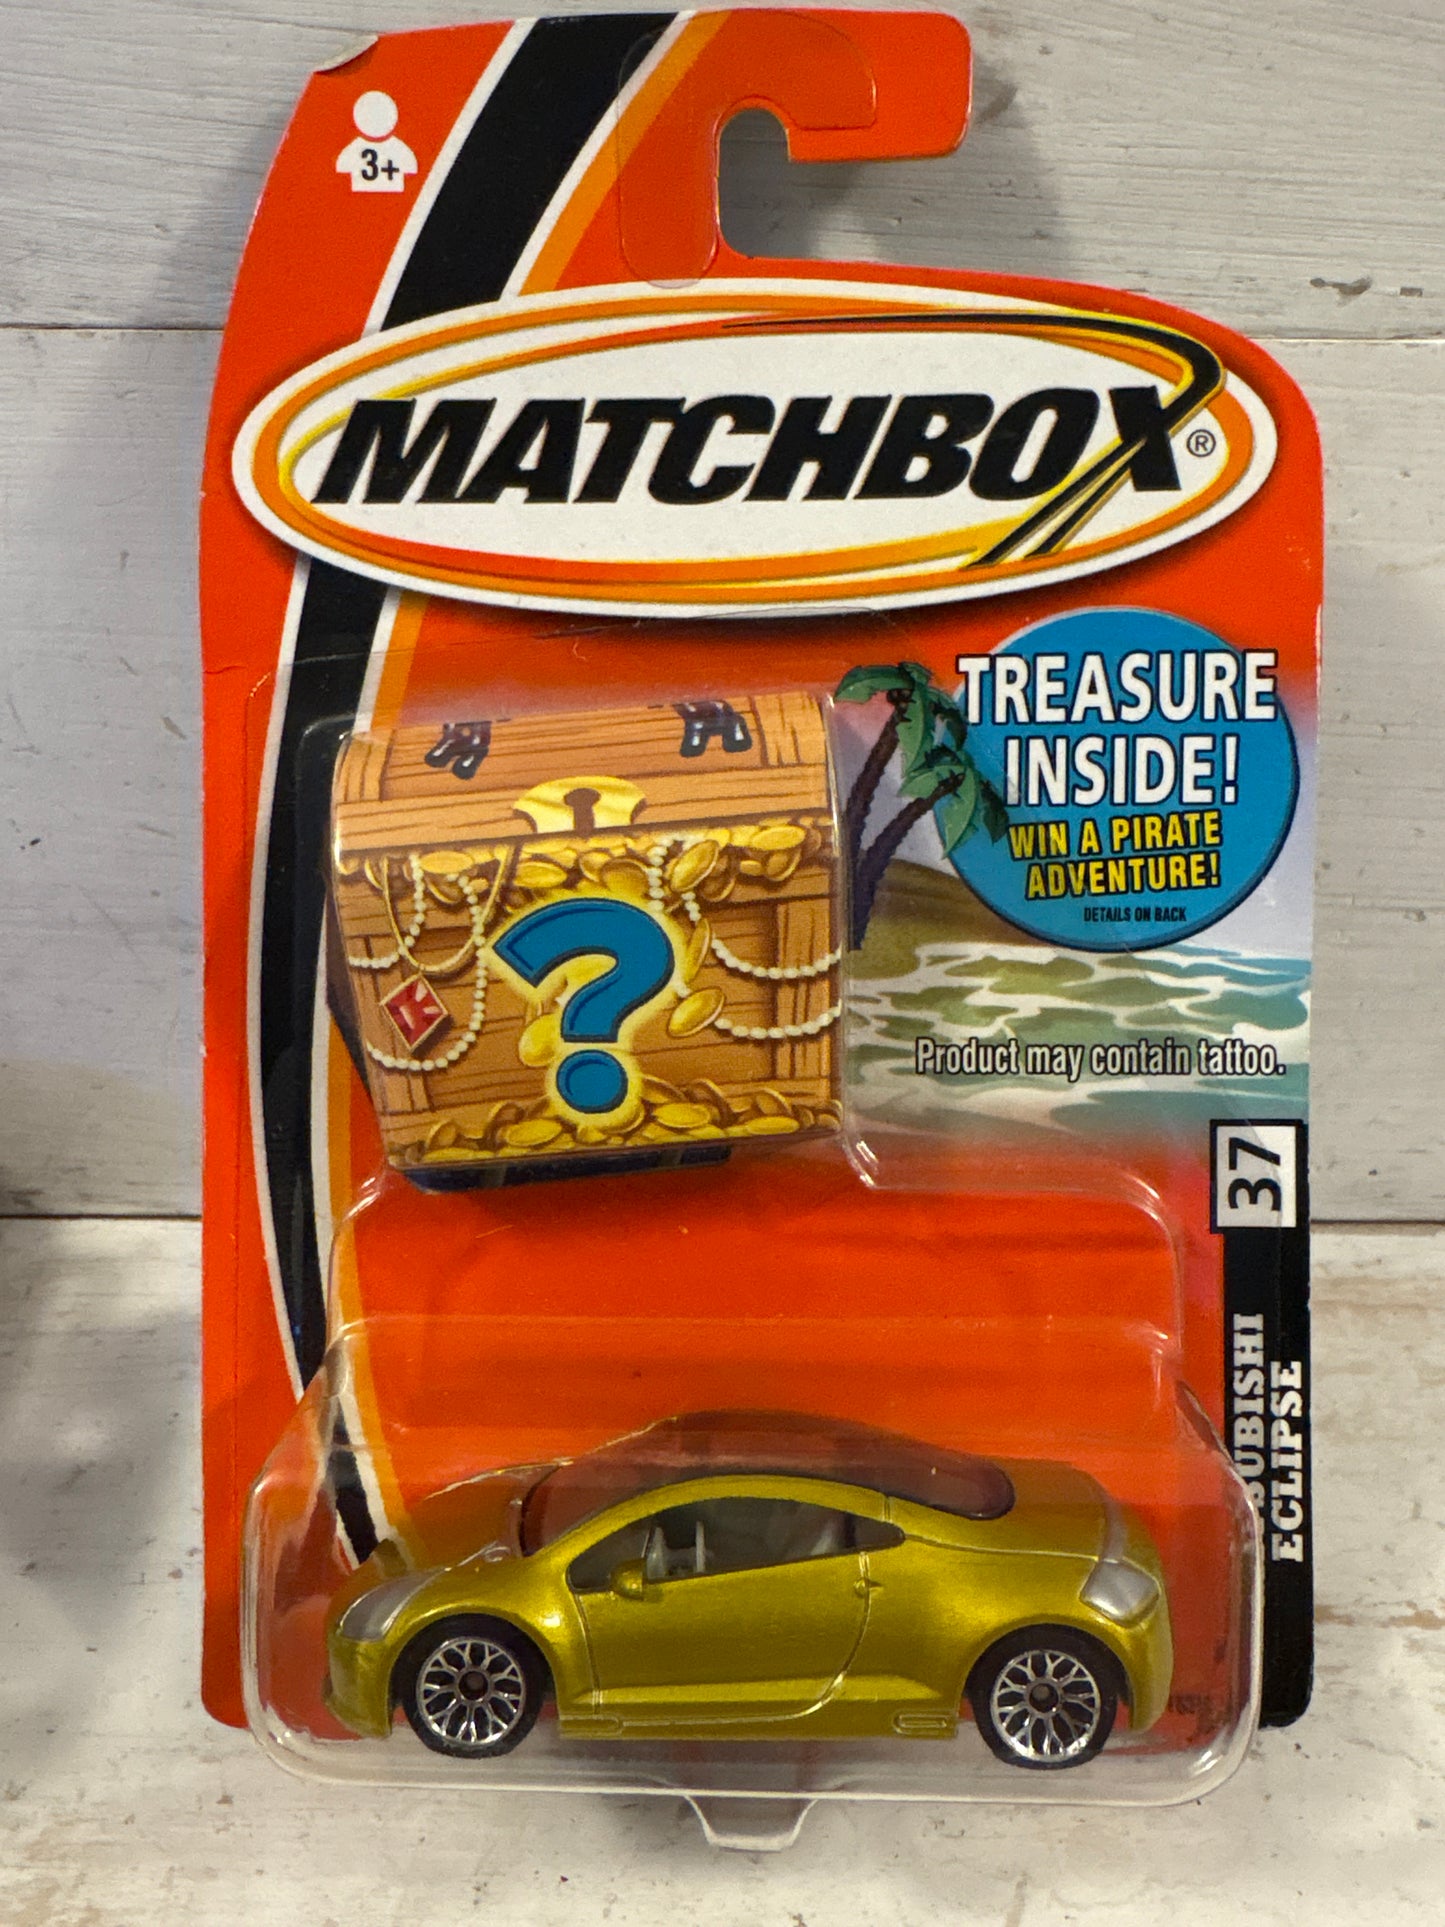 3+
MATCHBOX®
TREASURE
INSIDE!
WIN A PIRATE
ADVENTURE!
DETAILS ON BACK
?
Product may contain tattoo.
37
ECLIPSE